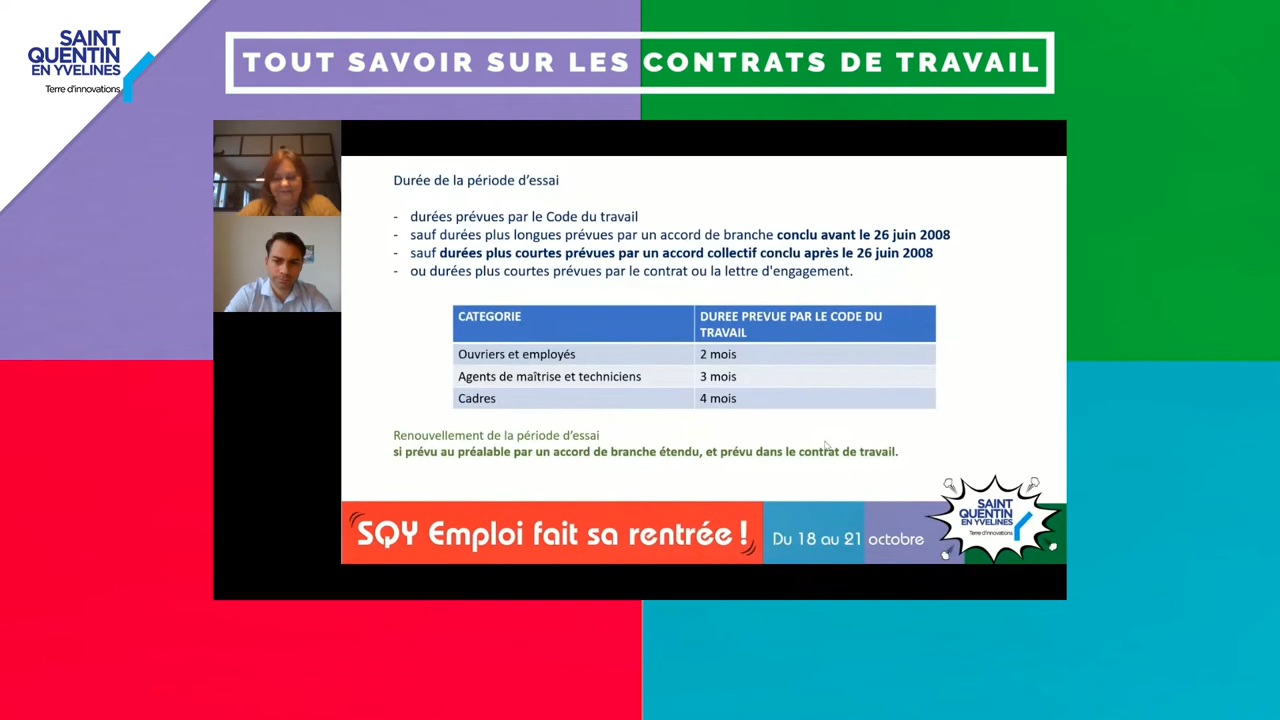 SAINT
QUENTIN
EN YVELINES
Terre d'innovations
TOUT SAVOIR SUR LES CONTRATS DE TRAVAIL
Durée de la période d'essai
- durées prévues par le Code du travail
- sauf durées plus longues prévues par un accord de branche conclu avant le 26 juin 2008
- sauf durées plus courtes prévues par un accord collectif conclu après le 26 juin 2008
- ou durées plus courtes prévues par le contrat ou la lettre d'engagement.
CATEGORIE
DUREE PREVUE PAR LE CODE DU
TRAVAIL
Ouvriers et employés 2 mois
Agents de maîtrise et techniciens 3 mois
Cadres 4 mois
Renouvellement de la période d'essai
si prévu au préalable par un accord de branche étendu, et prévu dans le contrat de travail.
SQY Emploi fait sa rentrée !
Du 18 au 21 octobre
SAINT
QUENTIN
EN YVELINES
Terre d'innovations